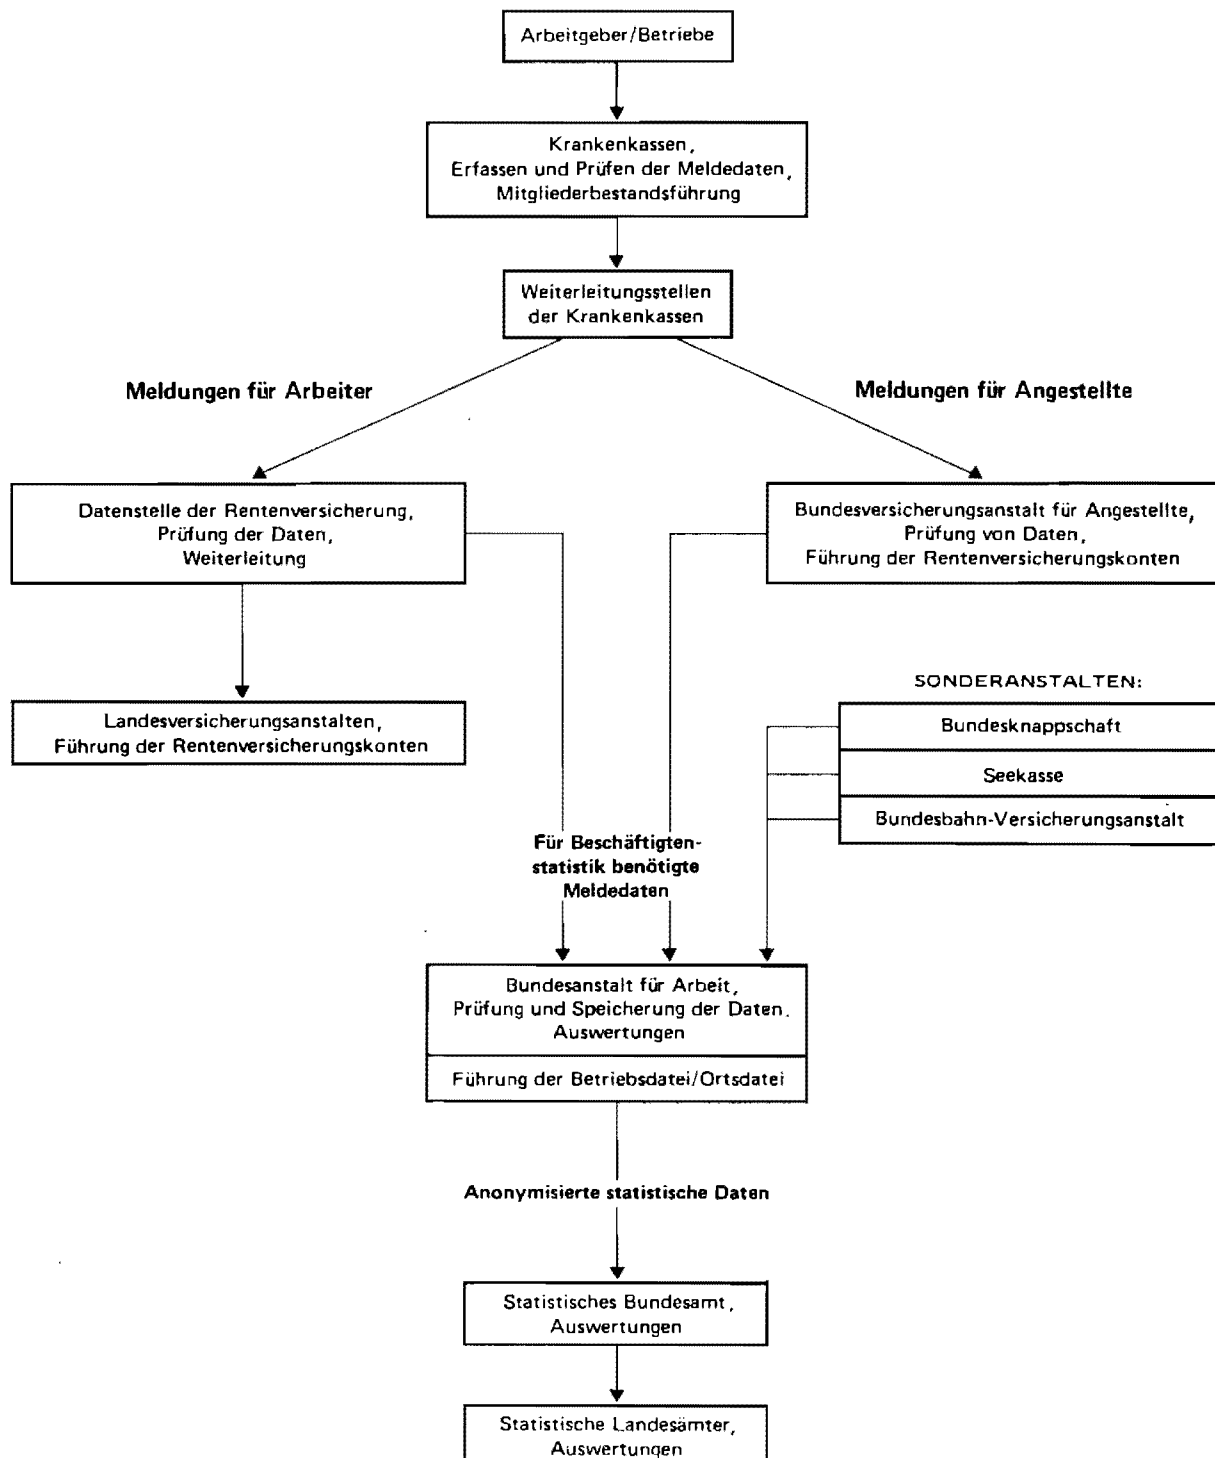 Arbeitgeber/Betriebe
Krankenkassen,
Erfassen und Prüfen der Meldedaten,
Mitgliederbestandsführung
Weiterleitungsstellen
der Krankenkassen
Meldungen für Arbeiter
Meldungen für Angestellte
Datenstelle der Rentenversicherung,
Prüfung der Daten,
Weiterleitung
Bundesversicherungsanstalt für Angestellte,
Prüfung von Daten,
Führung der Rentenversicherungskonten
Landesversicherungsanstalten,
Führung der Rentenversicherungskonten
SONDERANSTALTEN:
Bundesknappschaft
Seekasse
Bundesbahn-Versicherungsanstalt
Für Beschäftigten-
statistik benötigte
Meldedaten
Bundesanstalt für Arbeit,
Prüfung und Speicherung der Daten,
Auswertungen
Führung der Betriebsdatei/Ortsdatei
Anonymisierte statistische Daten
Statistisches Bundesamt,
Auswertungen
Statistische Landesämter,
Auswertungen